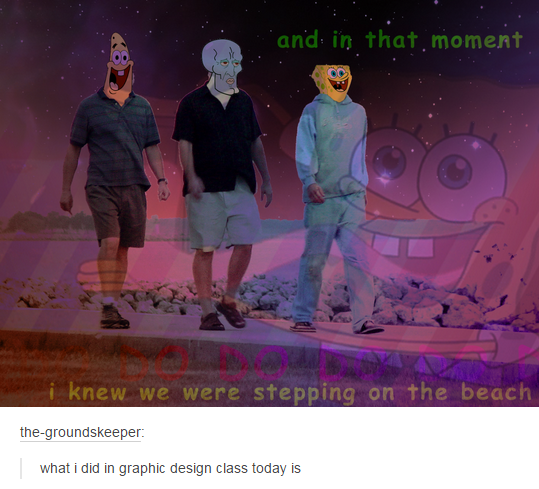 and in that moment
DO DO DO
i knew we were stepping on the beach
the-groundskeeper:
what i did in graphic design class today is